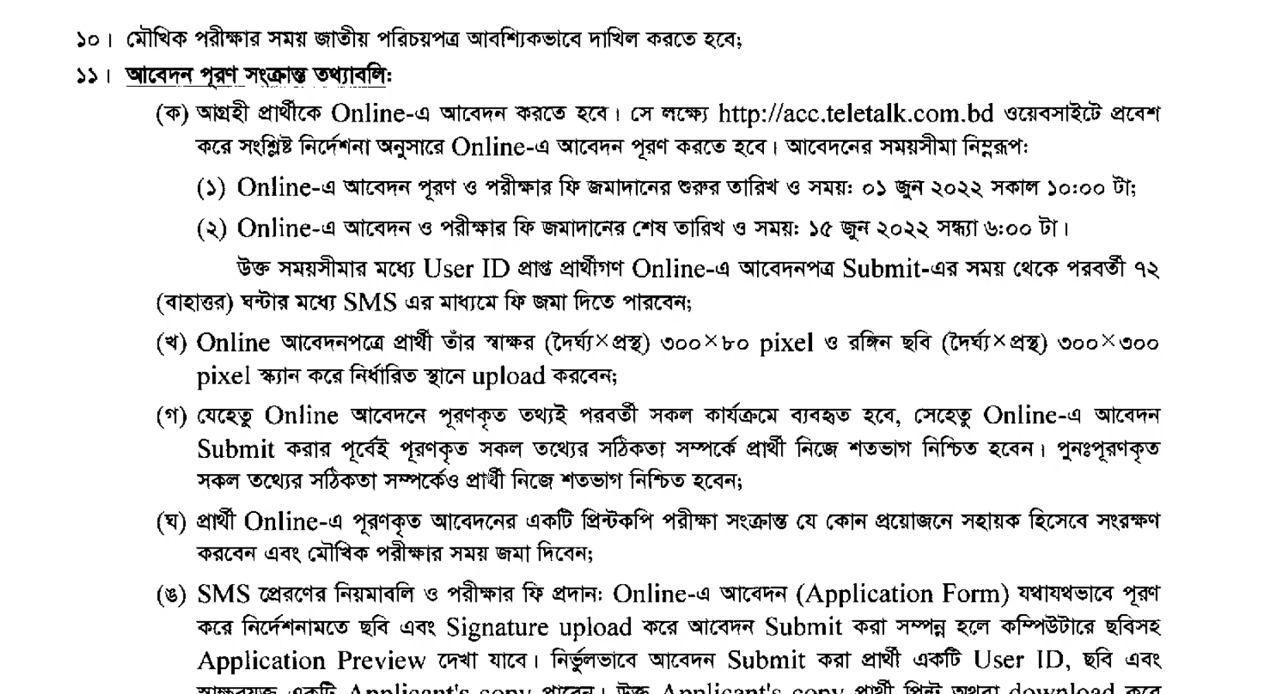 ১০। মৌখিক পরীক্ষার সময় জাতীয় পরিচয়পত্র আবশ্যিকভাবে দাখিল করতে হবে;
১১। আবেদন পূরণ সংক্রান্ত তথ্যাবলি:
(ক) আগ্রহী প্রার্থীকে Online-এ আবেদন করতে হবে। সে লক্ষ্যে http://acc.teletalk.com.bd ওয়েবসাইটে প্রবেশ
করে সংশ্লিষ্ট নির্দেশনা অনুসারে Online-এ আবেদন পূরণ করতে হবে। আবেদনের সময়সীমা নিম্নরূপ:
(১) Online-এ আবেদন পূরণ ও পরীক্ষার ফি জমাদানের শুরুর তারিখ ও সময়: ০১ জুন ২০২২ সকাল ১০:০০ টা;
(২) Online-এ আবেদন ও পরীক্ষার ফি জমাদানের শেষ তারিখ ও সময়: ১৫ জুন ২০২২ সন্ধ্যা ৬:০০ টা।
উক্ত সময়সীমার মধ্যে User ID প্রাপ্ত প্রার্থীগণ Online-এ আবেদনপত্র Submit-এর সময় থেকে পরবর্তী ৭২
(বাহাত্তর) ঘন্টার মধ্যে SMS এর মাধ্যমে ফি জমা দিতে পারবেন;
(খ) Online আবেদনপত্রে প্রার্থী তাঁর স্বাক্ষর (দৈর্ঘ্য×প্রস্থ) ৩০০×৮০ pixel ও রঙ্গিন ছবি (দৈর্ঘ্য×প্রস্থ) ৩০০×৩০০
pixel স্ক্যান করে নির্ধারিত স্থানে upload করবেন;
(গ) যেহেতু Online আবেদনে পূরণকৃত তথ্যই পরবর্তী সকল কার্যক্রমে ব্যবহৃত হবে, সেহেতু Online-এ আবেদন
Submit করার পূর্বেই পূরণকৃত সকল তথ্যের সঠিকতা সম্পর্কে প্রার্থী নিজে শতভাগ নিশ্চিত হবেন। পুনঃপূরণকৃত
সকল তথ্যের সঠিকতা সম্পর্কেও প্রার্থী নিজে শতভাগ নিশ্চিত হবেন;
(ঘ) প্রার্থী Online-এ পূরণকৃত আবেদনের একটি প্রিন্টকপি পরীক্ষা সংক্রান্ত যে কোন প্রয়োজনে সহায়ক হিসেবে সংরক্ষণ
করবেন এবং মৌখিক পরীক্ষার সময় জমা দিবেন;
(ঙ) SMS প্রেরণের নিয়মাবলি ও পরীক্ষার ফি প্রদান: Online-এ আবেদন (Application Form) যথাযথভাবে পূরণ
করে নির্দেশনামতে ছবি এবং Signature upload করে আবেদন Submit করা সম্পন্ন হলে কম্পিউটারে ছবিসহ
Application Preview দেখা যাবে। নির্ভুলভাবে আবেদন Submit করা প্রার্থী একটি User ID, ছবি এবং
স্বাক্ষরযুক্ত একটি Applicant's copy পাবেন। উক্ত Applicant's copy প্রার্থী প্রিন্ট অথবা download করে